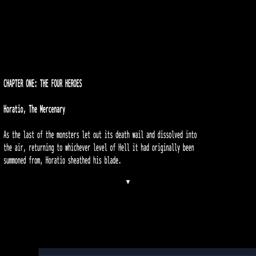 CHAPTER ONE: THE FOUR HEROES
Horatio, The Mercenary
As the last of the monsters let out its death wail and dissolved into
the air, returning to whichever level of Hell it had originally been
summoned from, Horatio sheathed his blade.